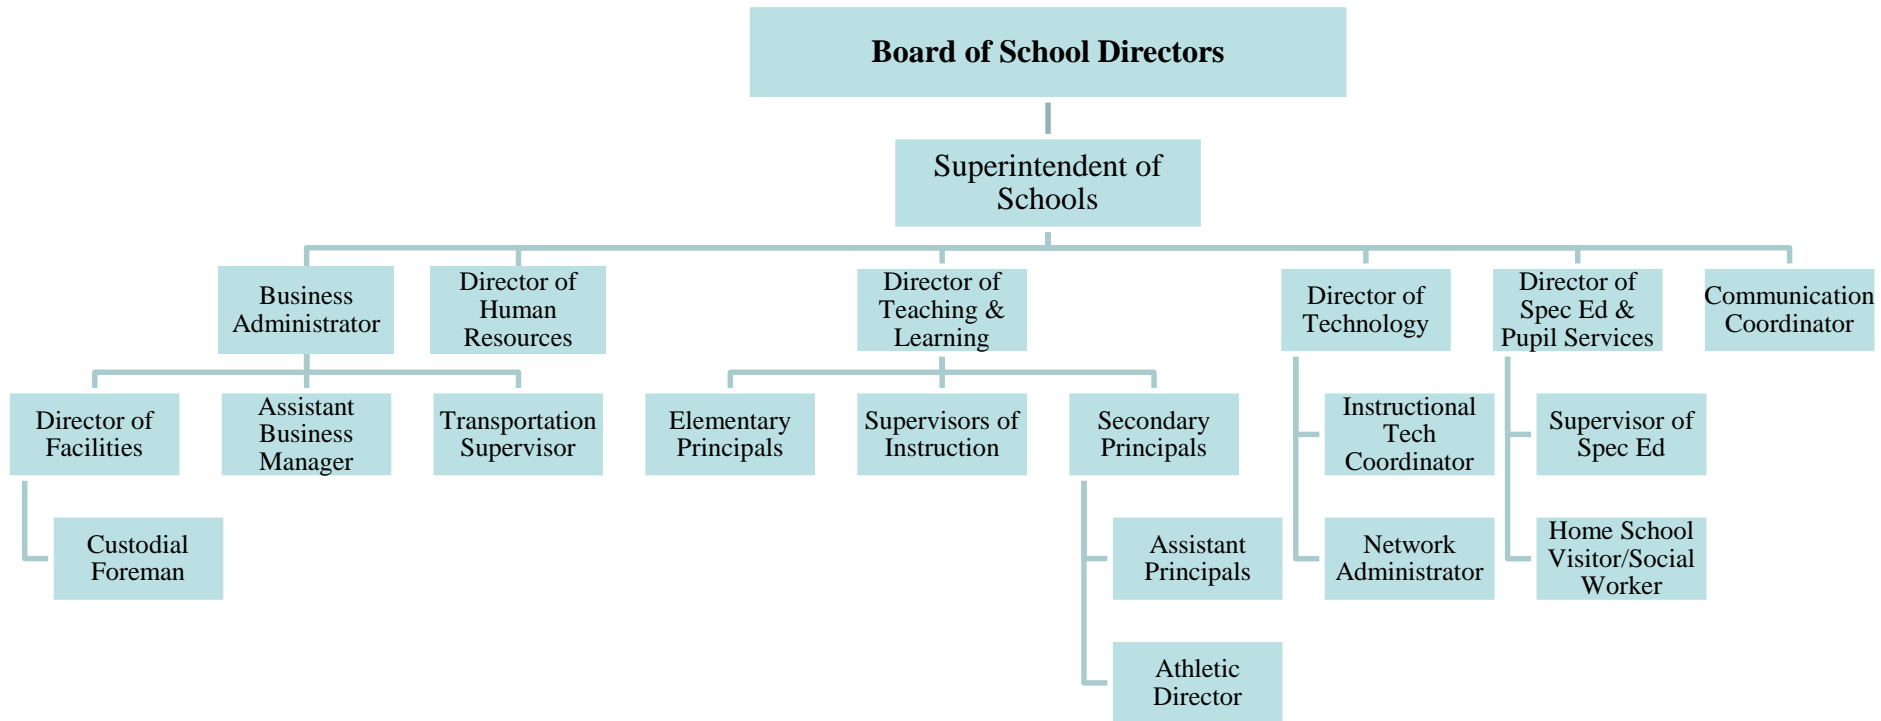 Board of School Directors
Superintendent of
Schools
Business
Administrator
Director of
Human
Resources
Director of
Teaching &
Learning
Director of
Technology
Director of
Spec Ed &
Pupil Services
Communication
Coordinator
Director of
Facilities
Assistant
Business
Manager
Transportation
Supervisor
Elementary
Principals
Supervisors of
Instruction
Secondary
Principals
Instructional
Tech
Coordinator
Supervisor of
Spec Ed
Custodial
Foreman
Assistant
Principals
Network
Administrator
Home School
Visitor/Social
Worker
Athletic
Director